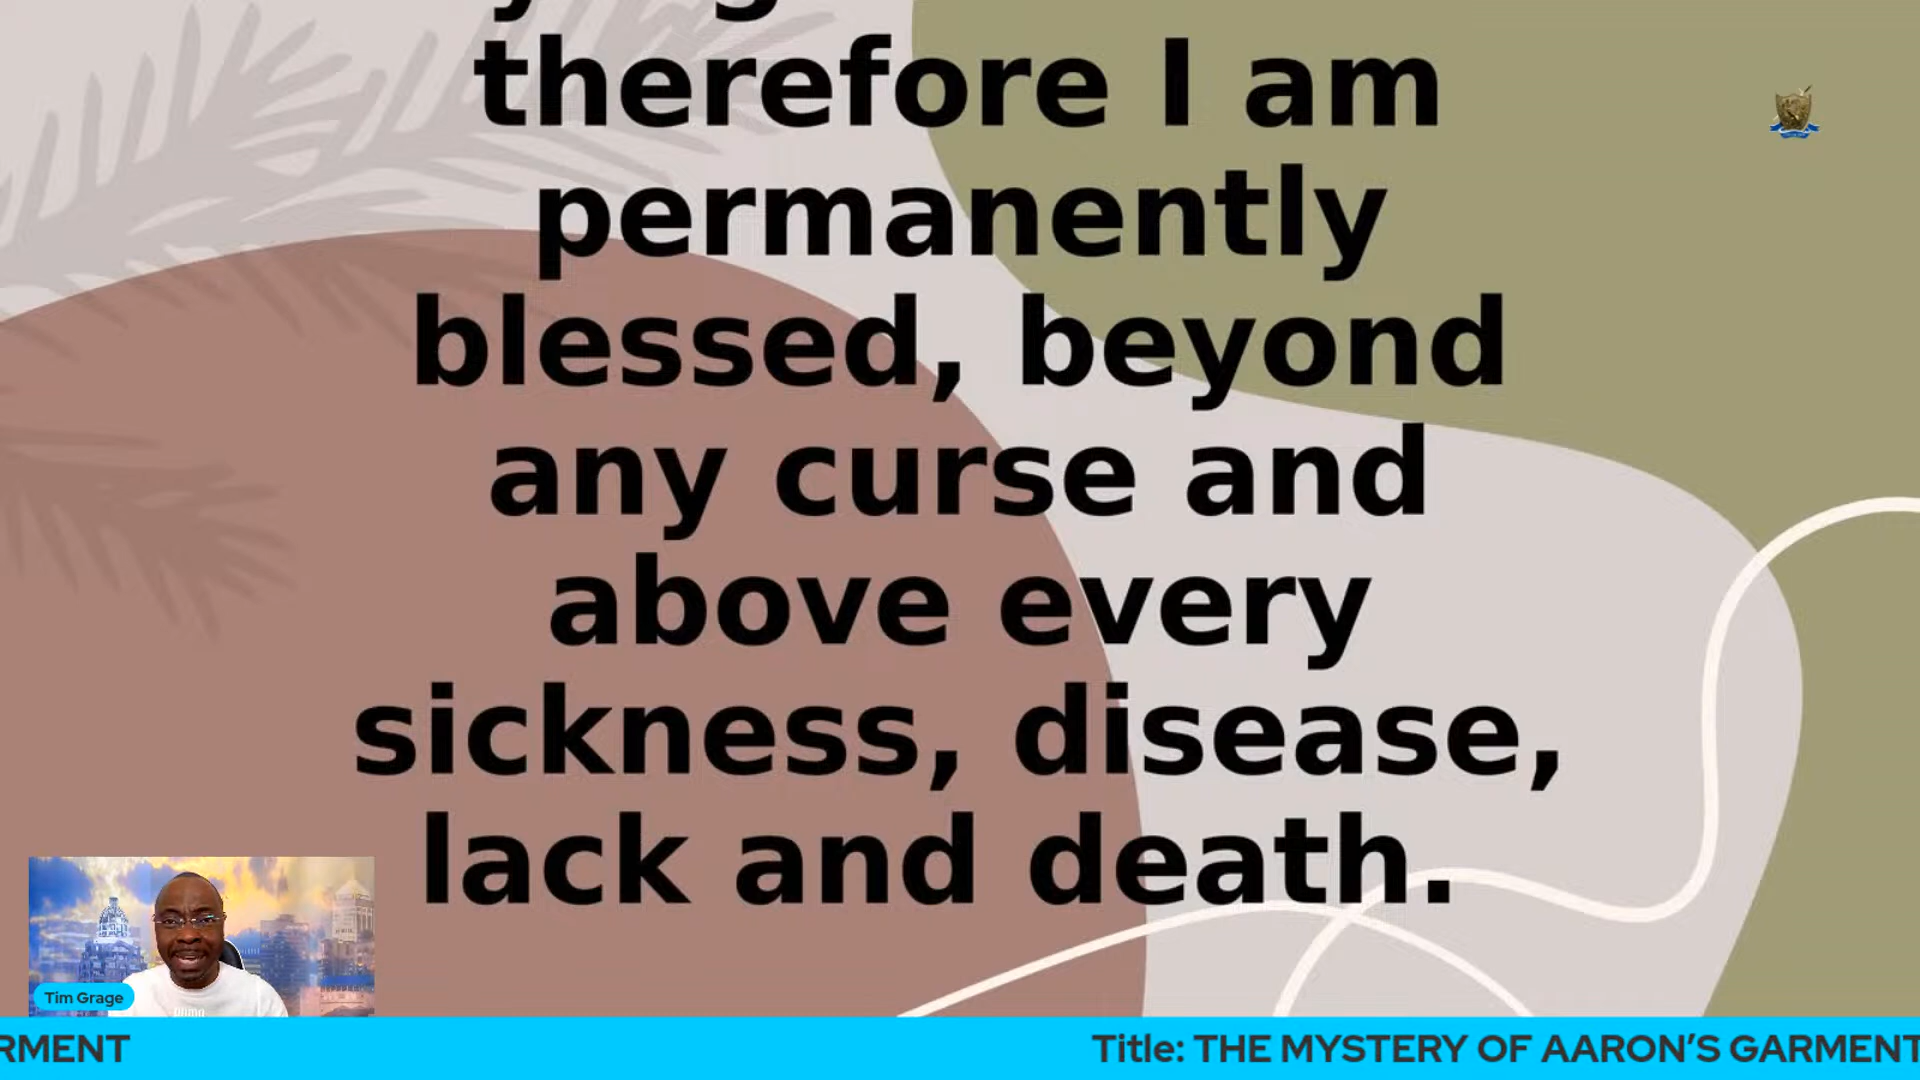 therefore I am
permanently
blessed, beyond
any curse and
above every
sickness, disease,
lack and death.
Tim Grage
RMENT
Title: THE MYSTERY OF AARON’S GARMENT